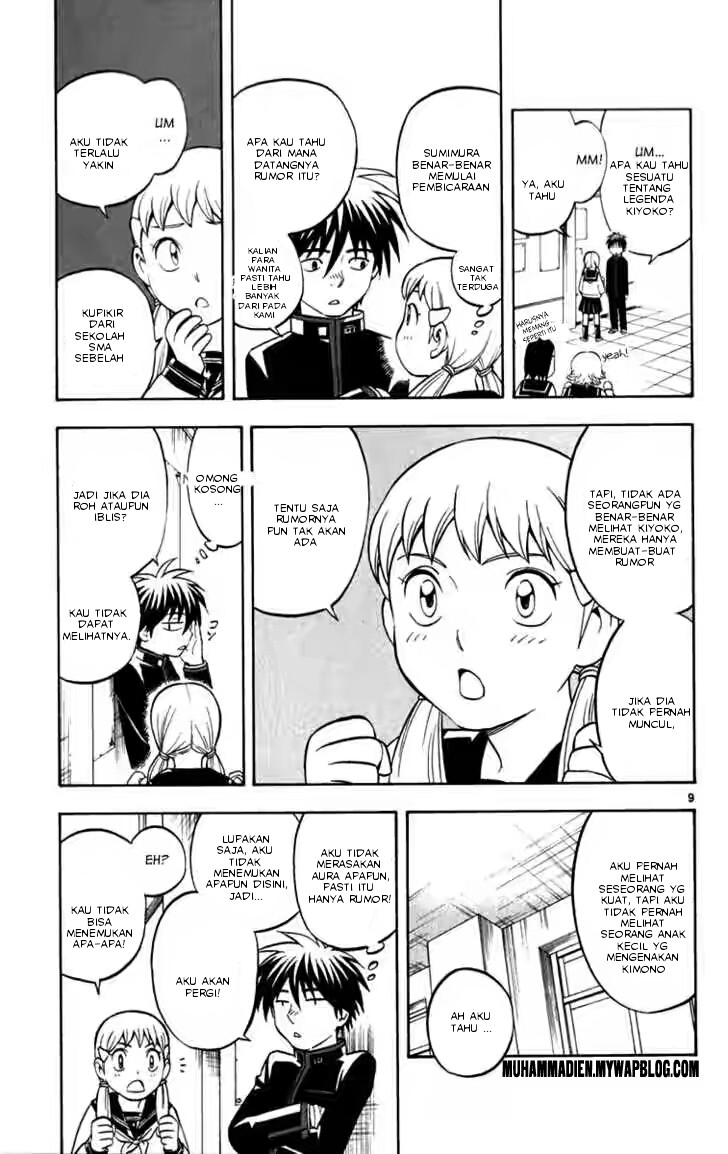 UM...
APA KAU TAHU
SESUATU
TENTANG
LEGENDA
KIYOKO?
MM!
YA, AKU
TAHU
HARUSNYA
MEMANG
SEPERTI ITU
yeah!
SUMIMURA
BENAR-BENAR
MEMULAI
PEMBICARAAN
SANGAT
TAK
TERDUGA
APA KAU TAHU
DARI MANA
DATANGNYA
RUMOR ITU?
KALIAN
PARA
WANITA
PASTI TAHU
LEBIH
BANYAK
DARI PADA
KAMI
UM
...
AKU TIDAK
TERLALU
YAKIN
KUPIKIR
DARI
SEKOLAH
SMA
SEBELAH
TAPI, TIDAK ADA
SEORANGPUN YG
BENAR-BENAR
MELIHAT KIYOKO,
MEREKA HANYA
MEMBUAT-BUAT
RUMOR
JIKA DIA
TIDAK PERNAH
MUNCUL,
TENTU SAJA
RUMORNYA
PUN TAK AKAN
ADA
OMONG
KOSONG
...
JADI JIKA DIA
ROH ATAUPUN
IBLIS?
KAU TIDAK
DAPAT
MELIHATNYA.
9
AKU PERNAH
MELIHAT
SESEORANG YG
KUAT, TAPI AKU
TIDAK PERNAH
MELIHAT
SEORANG ANAK
KECIL YG
MENGENAKAN
KIMONO
AH AKU
TAHU ...
AKU TIDAK
MERASAKAN
AURA APAPUN,
PASTI ITU
HANYA RUMOR!
LUPAKAN
SAJA, AKU
TIDAK
MENEMUKAN
APAPUN DISINI,
JADI...
AKU AKAN
PERGI!
EH?
KAU TIDAK
BISA
MENEMUKAN
APA-APA!
MUHAMMADIEN.MYWAPBLOG.COM